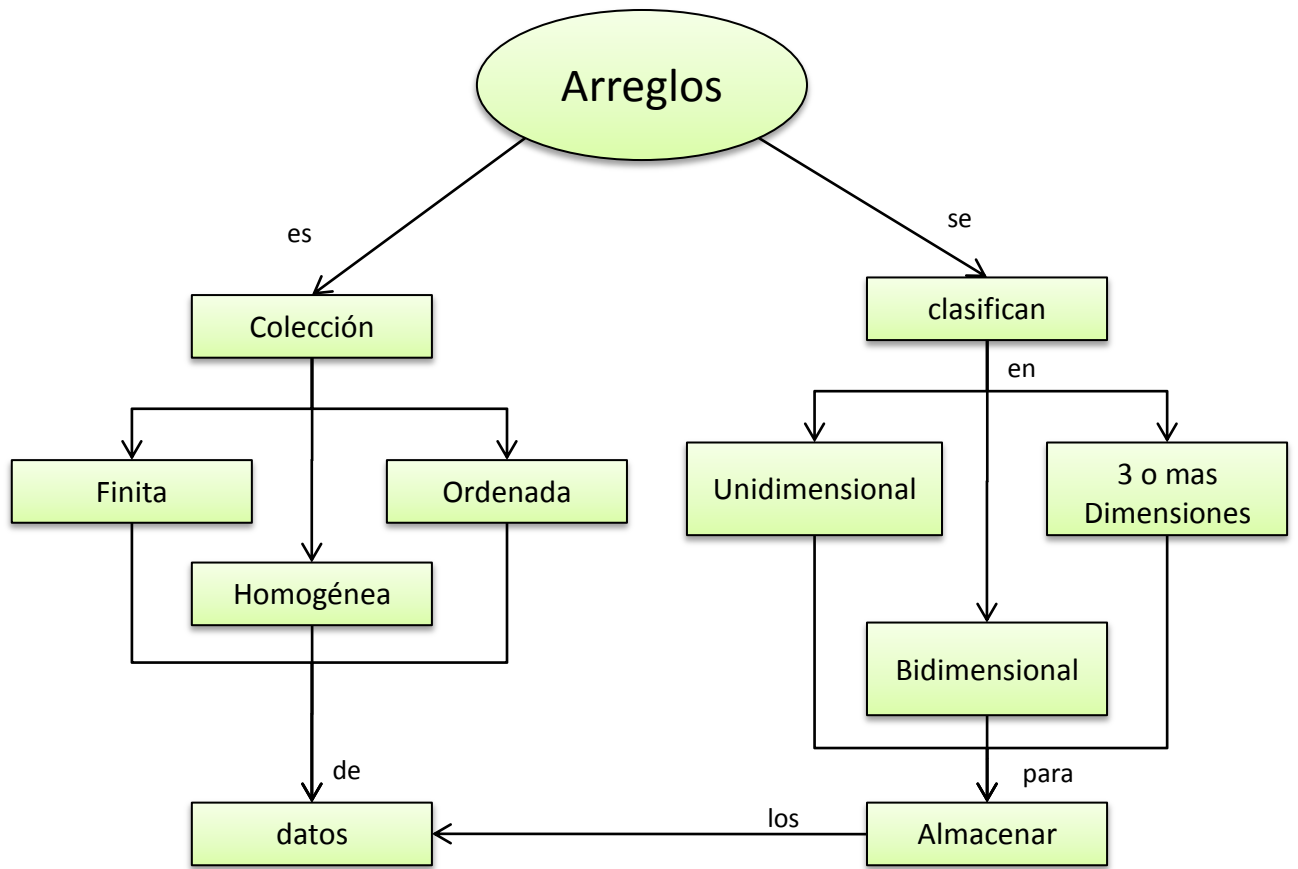 Arreglos
es
se
Colección
clasifican
en
Finita
Ordenada
Unidimensional
3 o mas
Dimensiones
Homogénea
Bidimensional
de
para
datos
los
Almacenar